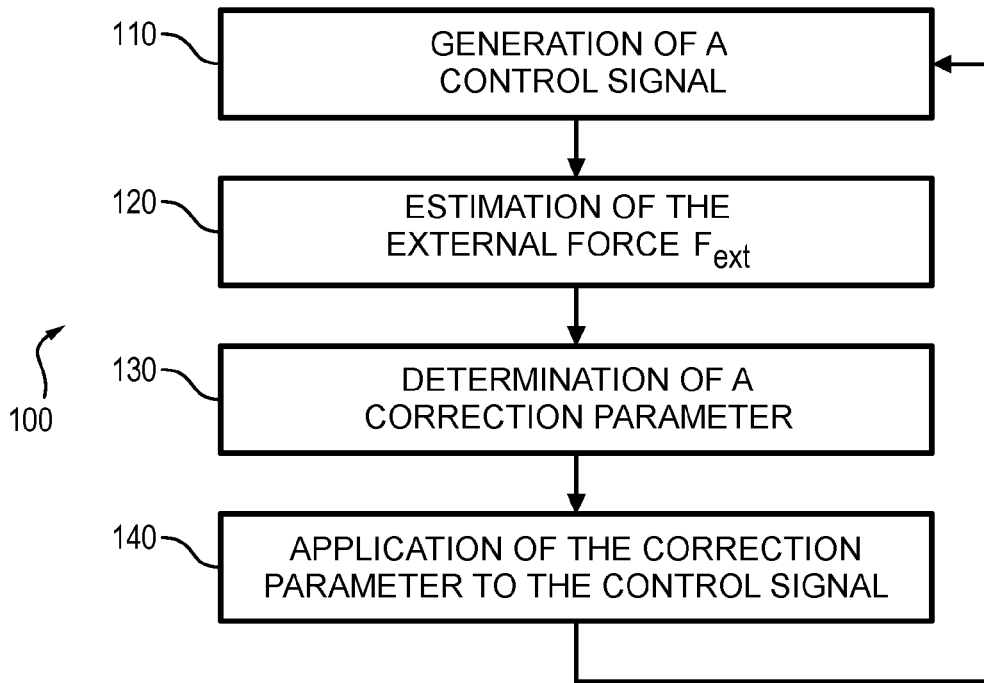 110
GENERATION OF A
CONTROL SIGNAL
120
ESTIMATION OF THE
EXTERNAL FORCE Fext
130
DETERMINATION OF A
CORRECTION PARAMETER
100
140
APPLICATION OF THE CORRECTION
PARAMETER TO THE CONTROL SIGNAL